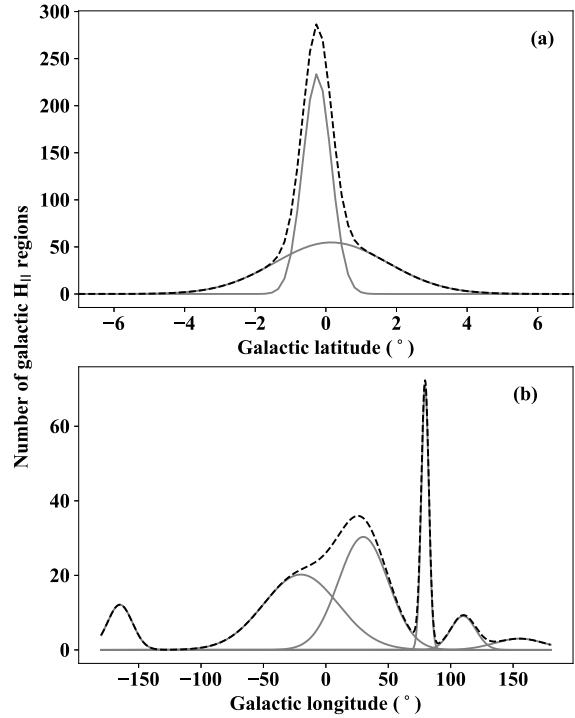 Number of galactic H|| regions
300
250
200
150
100
50
0
(a)
−6 −4 −2 0 2 4 6
Galactic latitude (°)
60
40
20
0
(b)
−150 −100 −50 0 50 100 150
Galactic longitude (°)